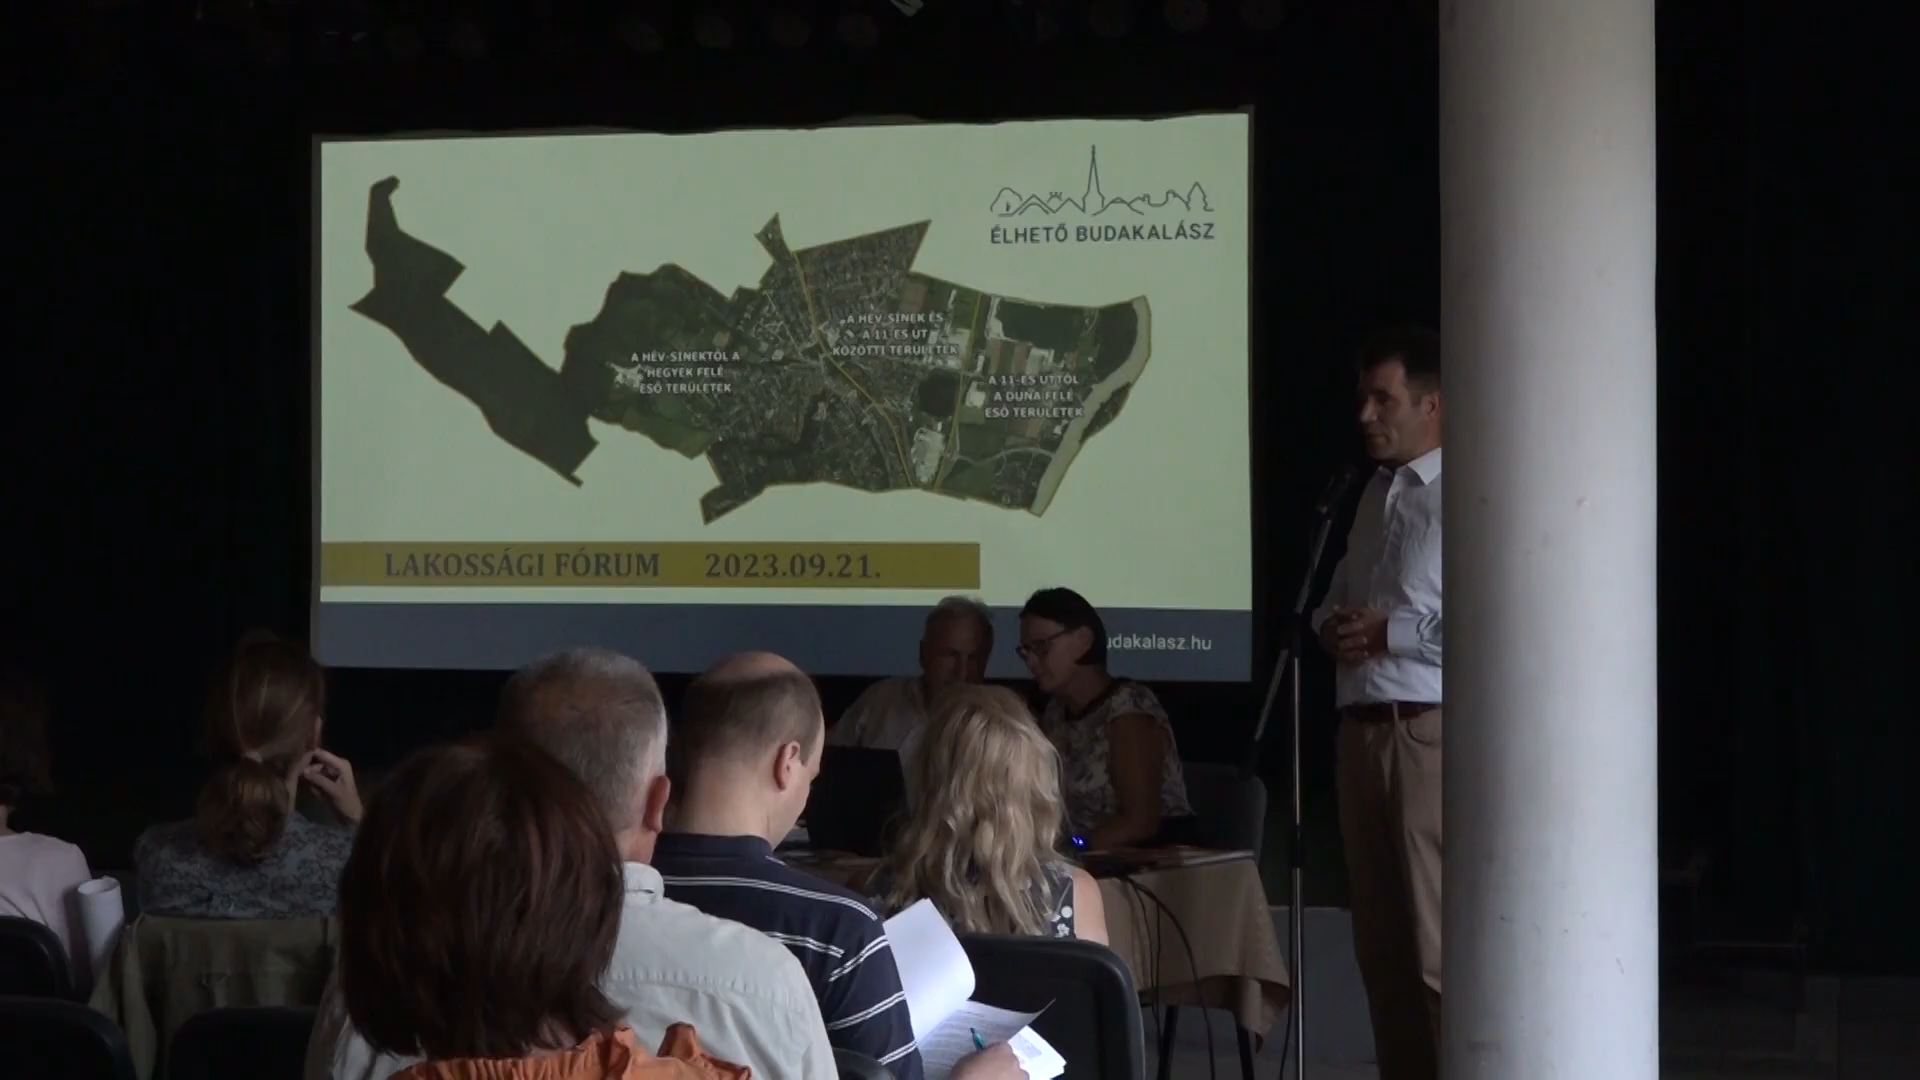 ÉLHETŐ BUDAKALÁSZ
A HÉV-SÍNEKTŐL A
HEGYEK FELÉ
ESŐ TERÜLETEK
A HÉV-SÍNEK ÉS
A 11-ES ÚT
KÖZÖTTI TERÜLETEK
A 11-ES ÚTTÓL
A DUNA FELÉ
ESŐ TERÜLETEK
LAKOSSÁGI FÓRUM 2023.09.21.
udakalasz.hu